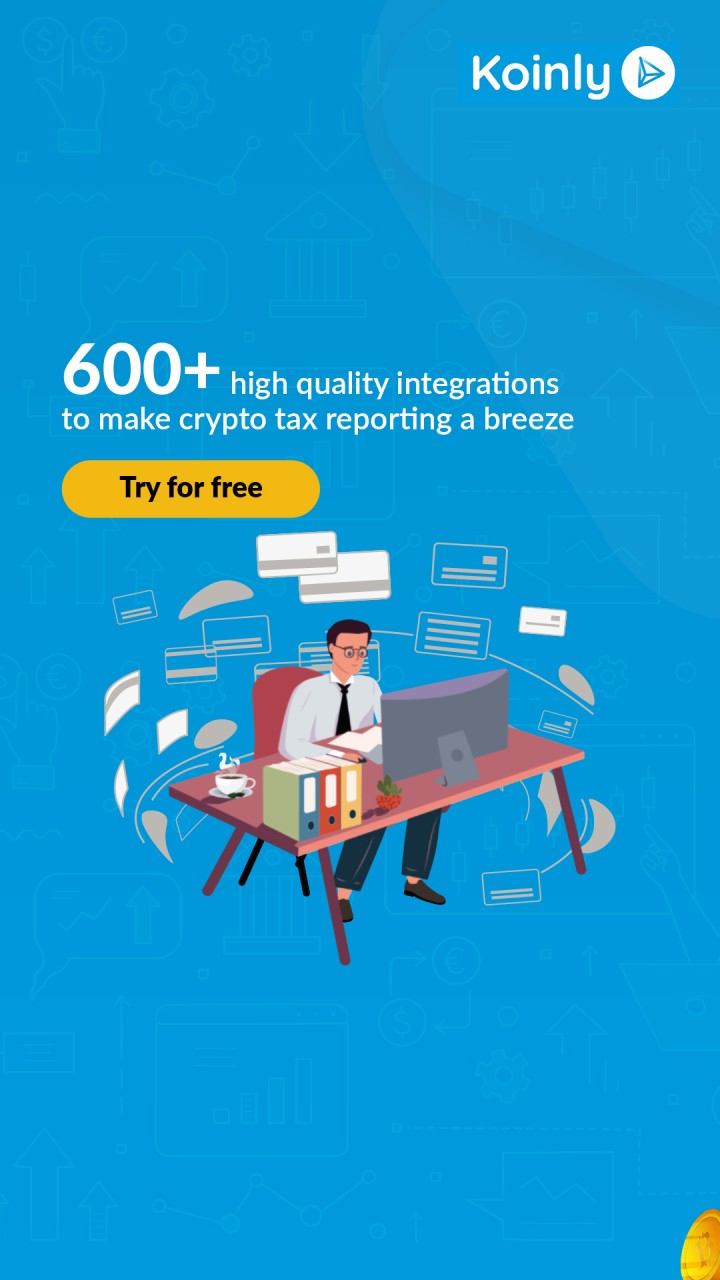 Koinly
600+ high quality integrations
to make crypto tax reporting a breeze
Try for free